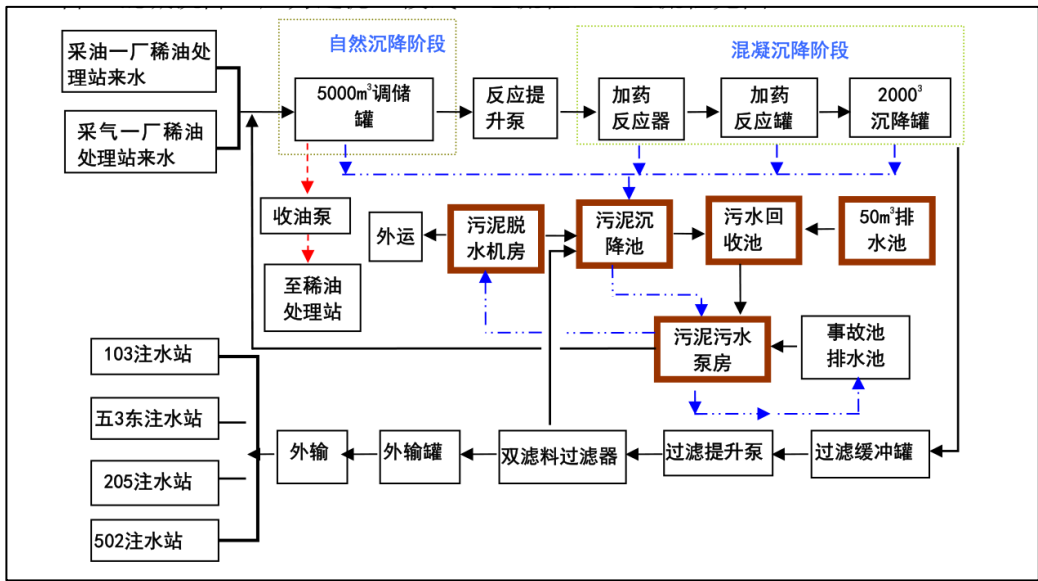 自然沉降阶段
混凝沉降阶段
采油一厂稀油处
理站来水
采气一厂稀油
处理站来水
5000m³调储
罐
反应提
升泵
加药
反应器
加药
反应罐
2000³
沉降罐
收油泵
至稀油
处理站
外运
污泥脱
水机房
污泥沉
降池
污水回
收池
50m³排
水池
污泥污水
泵房
事故池
排水池
103注水站
五3东注水站
205注水站
502注水站
外输
外输罐
双滤料过滤器
过滤提升泵
过滤缓冲罐